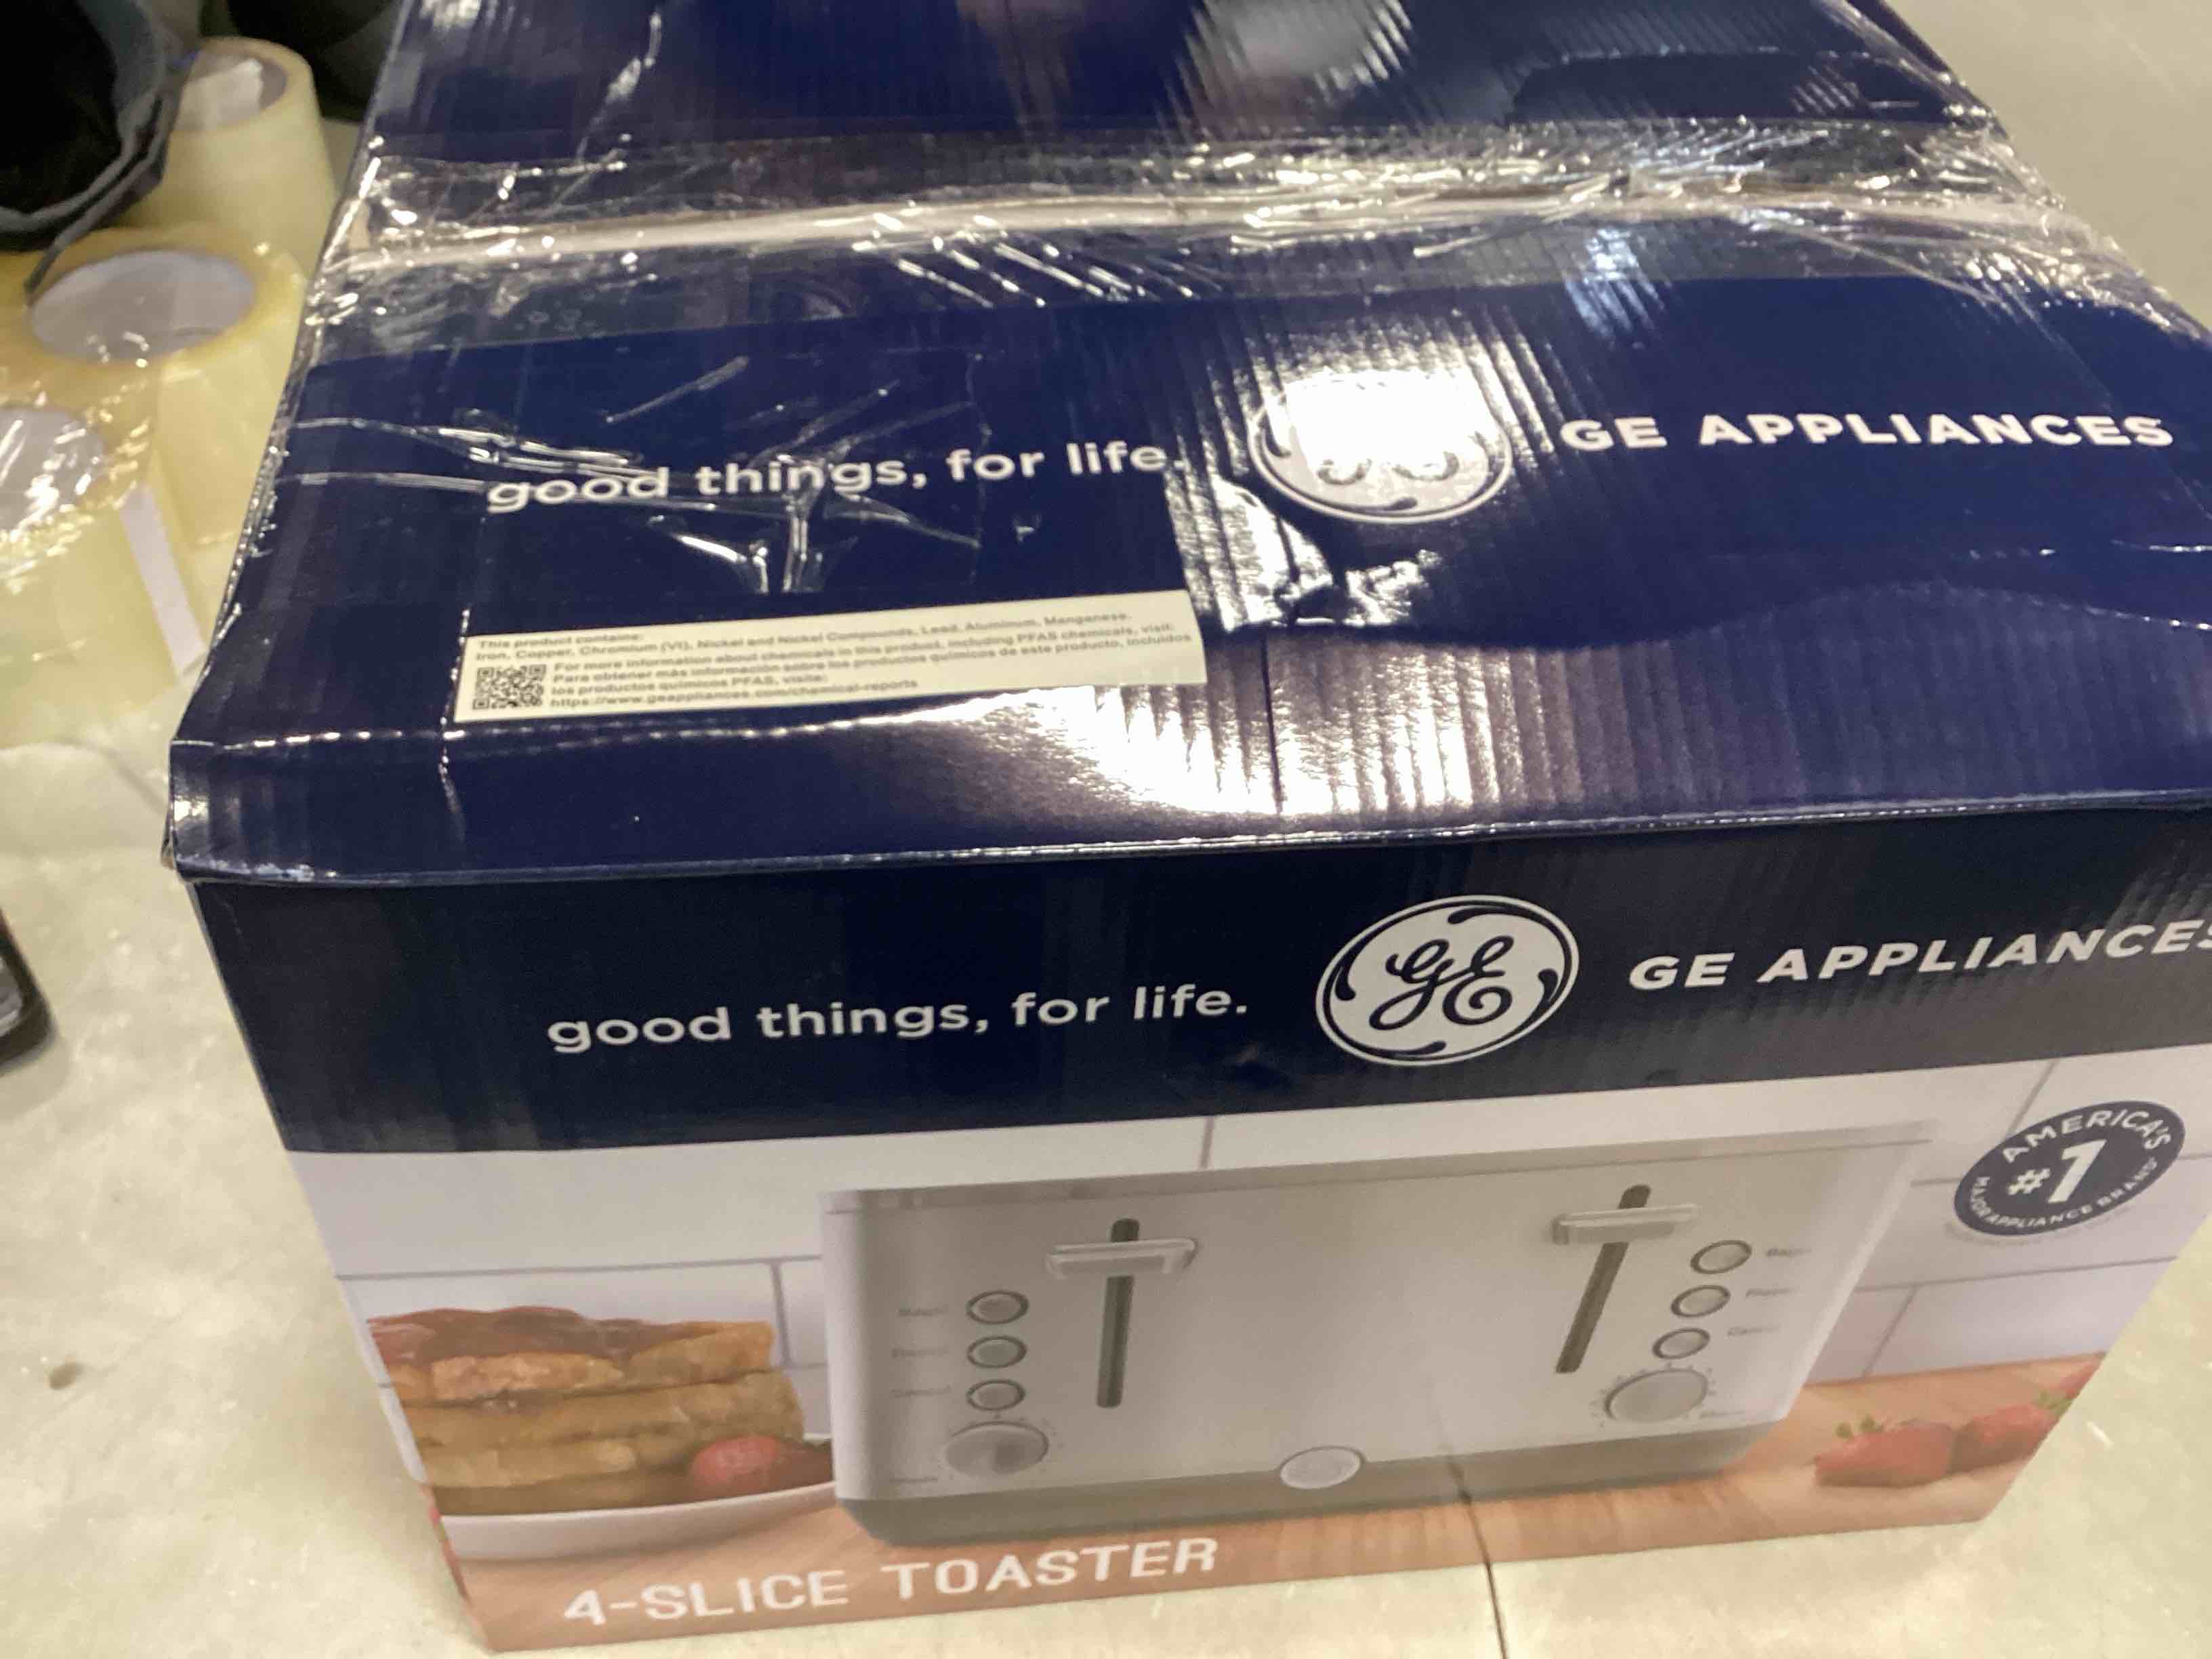 good things, for life.
GE APPLIANCES
This product contains:
Iron, Copper, Chromium (VI), Nickel and Nickel Compounds, Lead, Aluminum, Manganese.
For more information about chemicals in this product, including PFAS chemicals, visit:
Para obtener más información sobre los productos químicos de este producto, incluidos
los productos químicos PFAS, visite:
https://www.geappliances.com/chemical-reports
good things, for life.
GE
GE APPLIANCES
AMERICA'S
#1
MAJOR APPLIANCE BRAND
4-SLICE TOASTER